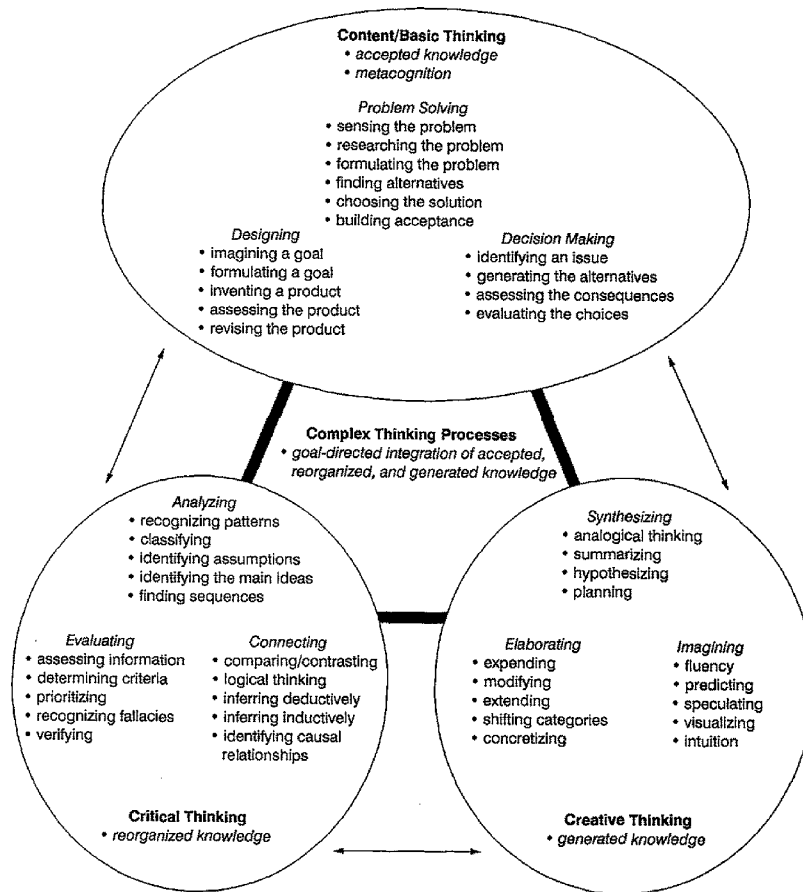 Content/Basic Thinking
• accepted knowledge
• metacognition
Problem Solving
• sensing the problem
• researching the problem
• formulating the problem
• finding alternatives
• choosing the solution
• building acceptance
Designing
• imagining a goal
• formulating a goal
• inventing a product
• assessing the product
• revising the product
Decision Making
• identifying an issue
• generating the alternatives
• assessing the consequences
• evaluating the choices
Complex Thinking Processes
• goal-directed integration of accepted,
reorganized, and generated knowledge
Analyzing
• recognizing patterns
• classifying
• identifying assumptions
• identifying the main ideas
• finding sequences
Evaluating
• assessing information
• determining criteria
• prioritizing
• recognizing fallacies
• verifying
Connecting
• comparing/contrasting
• logical thinking
• inferring deductively
• inferring inductively
• identifying causal
relationships
Critical Thinking
• reorganized knowledge
Synthesizing
• analogical thinking
• summarizing
• hypothesizing
• planning
Elaborating
• expending
• modifying
• extending
• shifting categories
• concretizing
Imagining
• fluency
• predicting
• speculating
• visualizing
• intuition
Creative Thinking
• generated knowledge